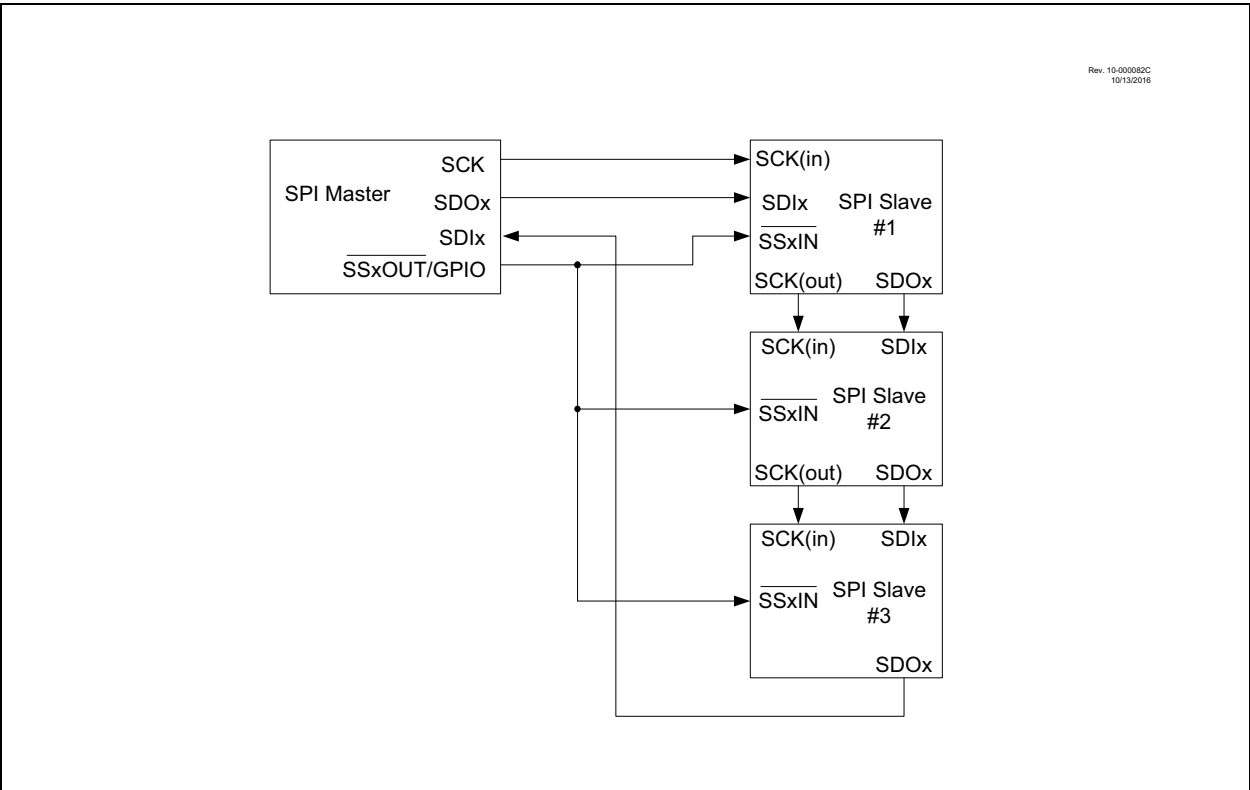 Rev. 10-000082C
10/13/2016
SPI Master
SCK
SDOx
SDIx
SSxOUT/GPIO
SCK(in)
SDIx
SPI Slave
#1
SSxIN
SCK(out) SDOx
SCK(in) SDIx
SPI Slave
#2
SSxIN
SCK(out) SDOx
SCK(in) SDIx
SPI Slave
#3
SSxIN
SDOx